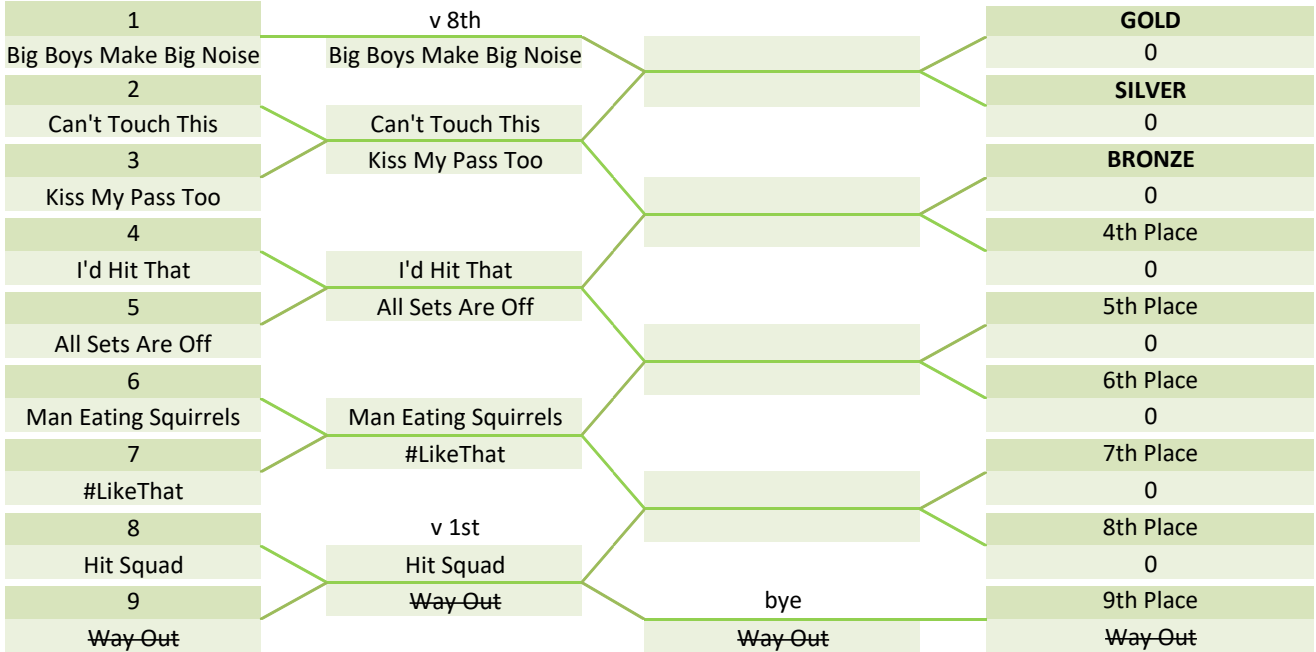 1
Big Boys Make Big Noise
2
Can't Touch This
3
Kiss My Pass Too
4
I'd Hit That
5
All Sets Are Off
6
Man Eating Squirrels
7
#LikeThat
8
Hit Squad
9
Way Out
v 8th
Big Boys Make Big Noise
Can't Touch This
Kiss My Pass Too
I'd Hit That
All Sets Are Off
Man Eating Squirrels
#LikeThat
v 1st
Hit Squad
Way Out
bye
Way Out
GOLD
0
SILVER
0
BRONZE
0
4th Place
0
5th Place
0
6th Place
0
7th Place
0
8th Place
0
9th Place
Way Out